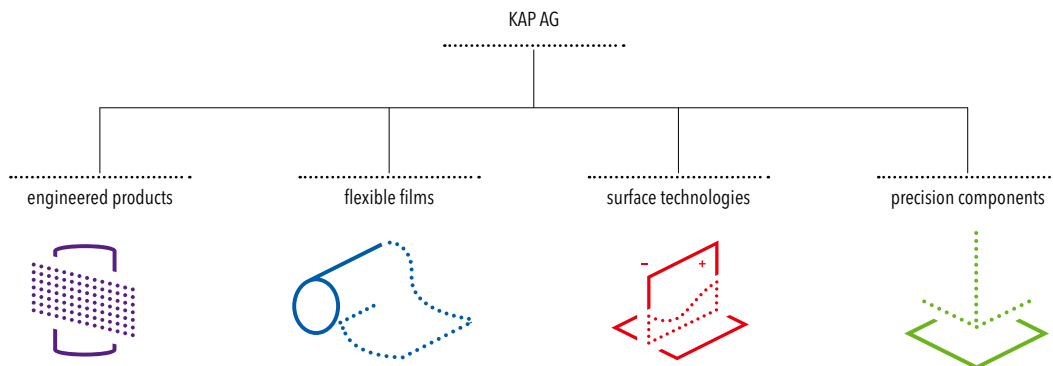 KAP AG
engineered products
flexible films
surface technologies
precision components
− +